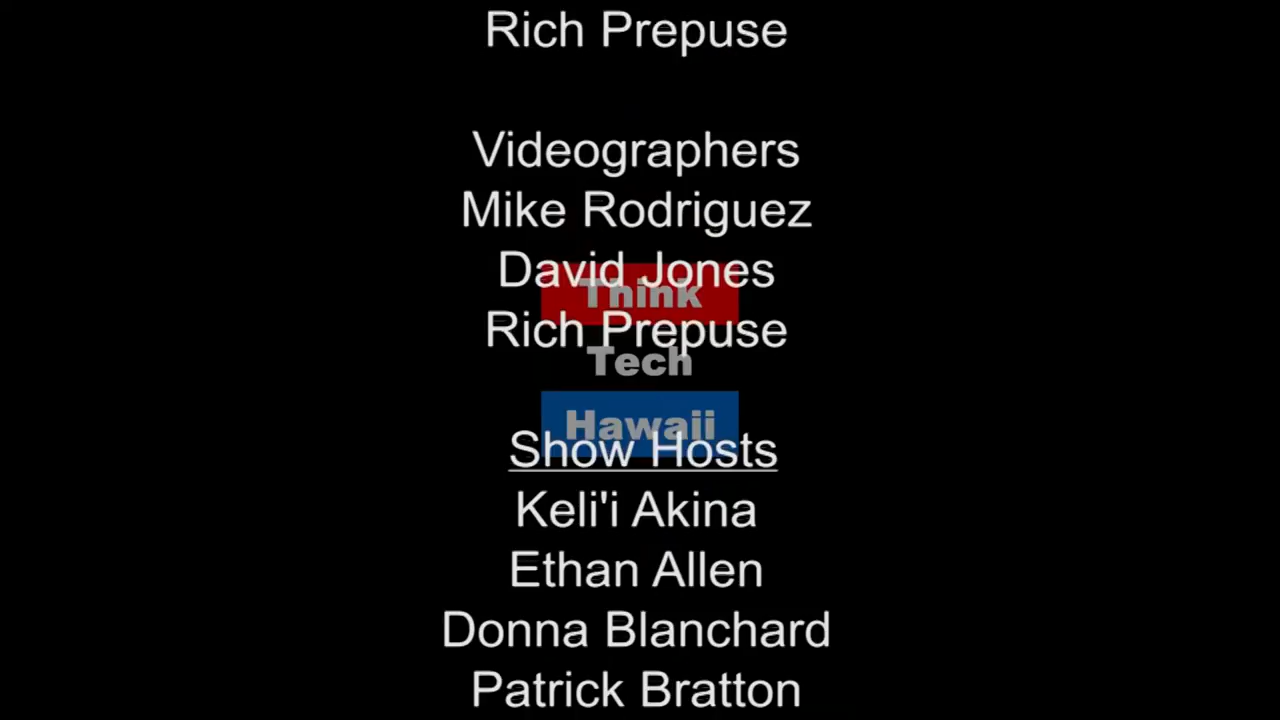 Rich Prepuse
Videographers
Mike Rodriguez
David Jones
Think
Rich Prepuse
Tech
Hawaii
Show Hosts
Keli'i Akina
Ethan Allen
Donna Blanchard
Patrick Bratton